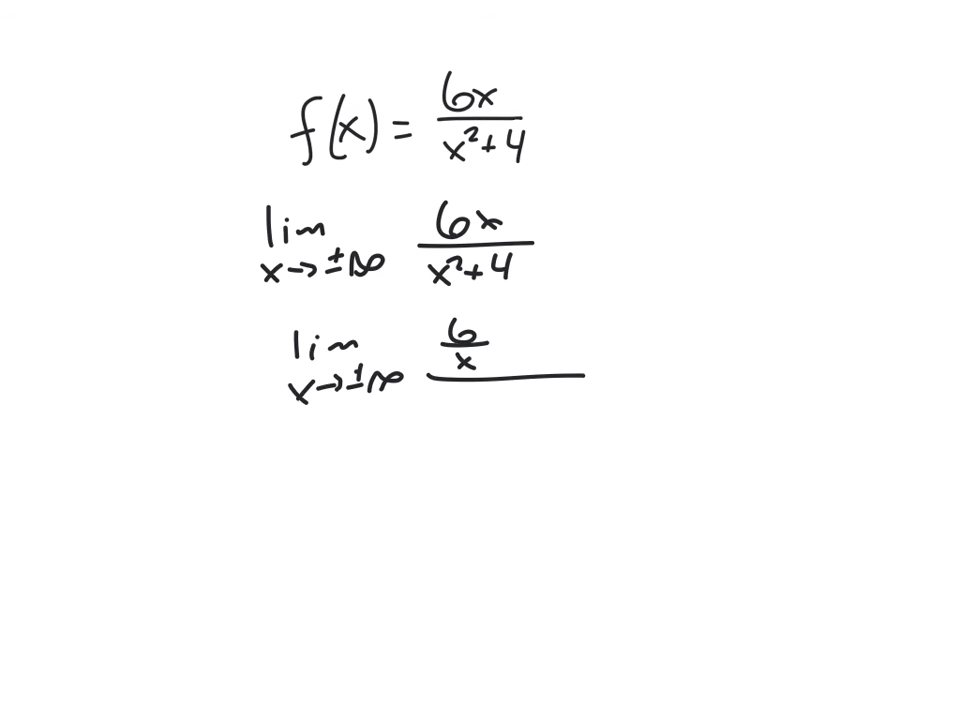 f(x) = 6x / x² + 4
lim x → ±∞ 6x / x² + 4
lim x → ±∞ 6/x /